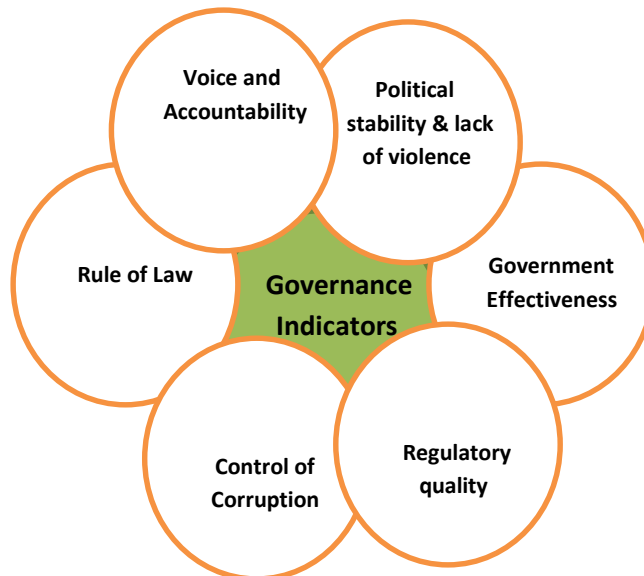 Voice and
Accountability
Political
stability & lack
of violence
Rule of Law
Governance
Indicators
Government
Effectiveness
Control of
Corruption
Regulatory
quality